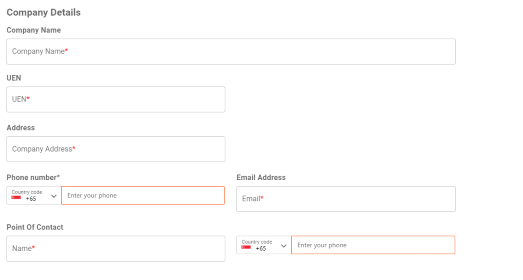 Company Details
Company Name
Company Name*
UEN
UEN*
Address
Company Address*
Phone number*
Email Address
Country code
+65
Enter your phone
Email*
Point Of Contact
Name*
Country code
+65
Enter your phone